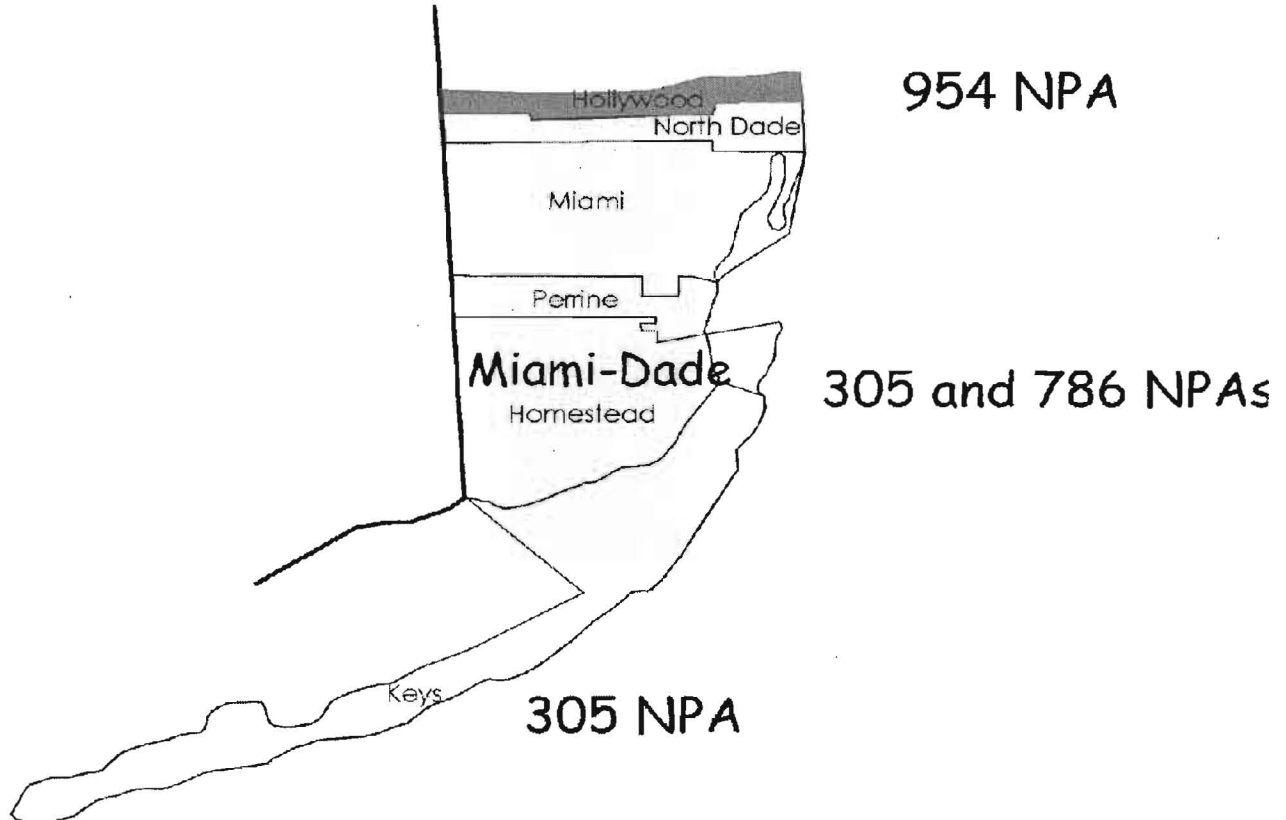 954 NPA
Hollywood
North Dade
Miami
Perrine
Miami-Dade
305 and 786 NPAs
Homestead
Keys
305 NPA